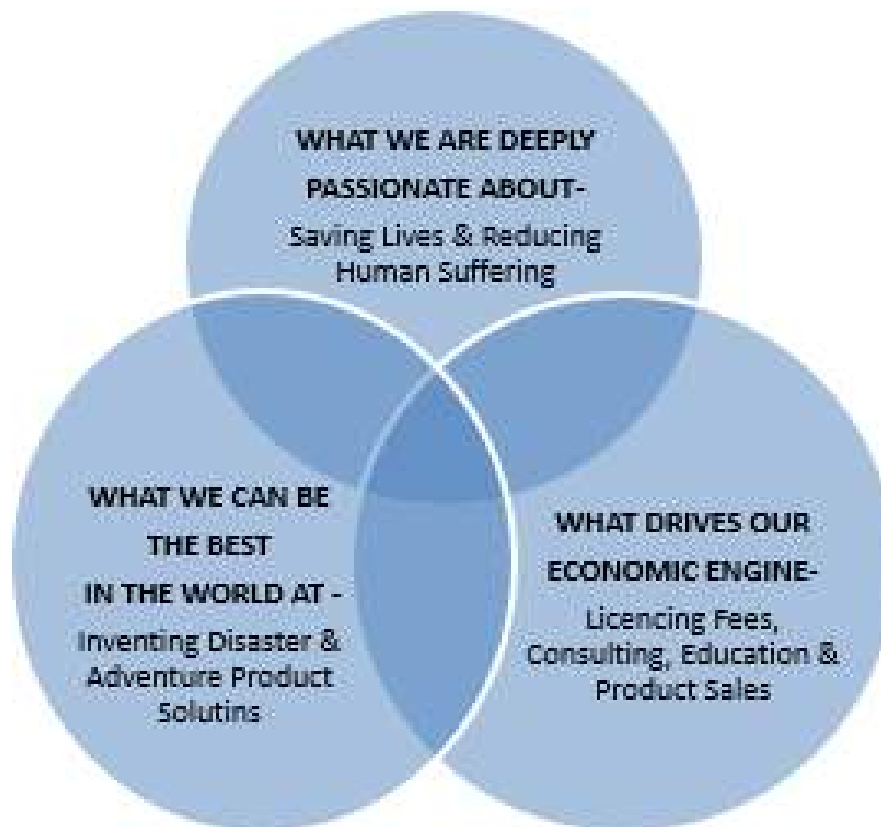 WHAT WE ARE DEEPLY
PASSIONATE ABOUT-
Saving Lives & Reducing
Human Suffering
WHAT WE CAN BE
THE BEST
IN THE WORLD AT -
Inventing Disaster &
Adventure Product
Solutins
WHAT DRIVES OUR
ECONOMIC ENGINE-
Licencing Fees,
Consulting, Education &
Product Sales